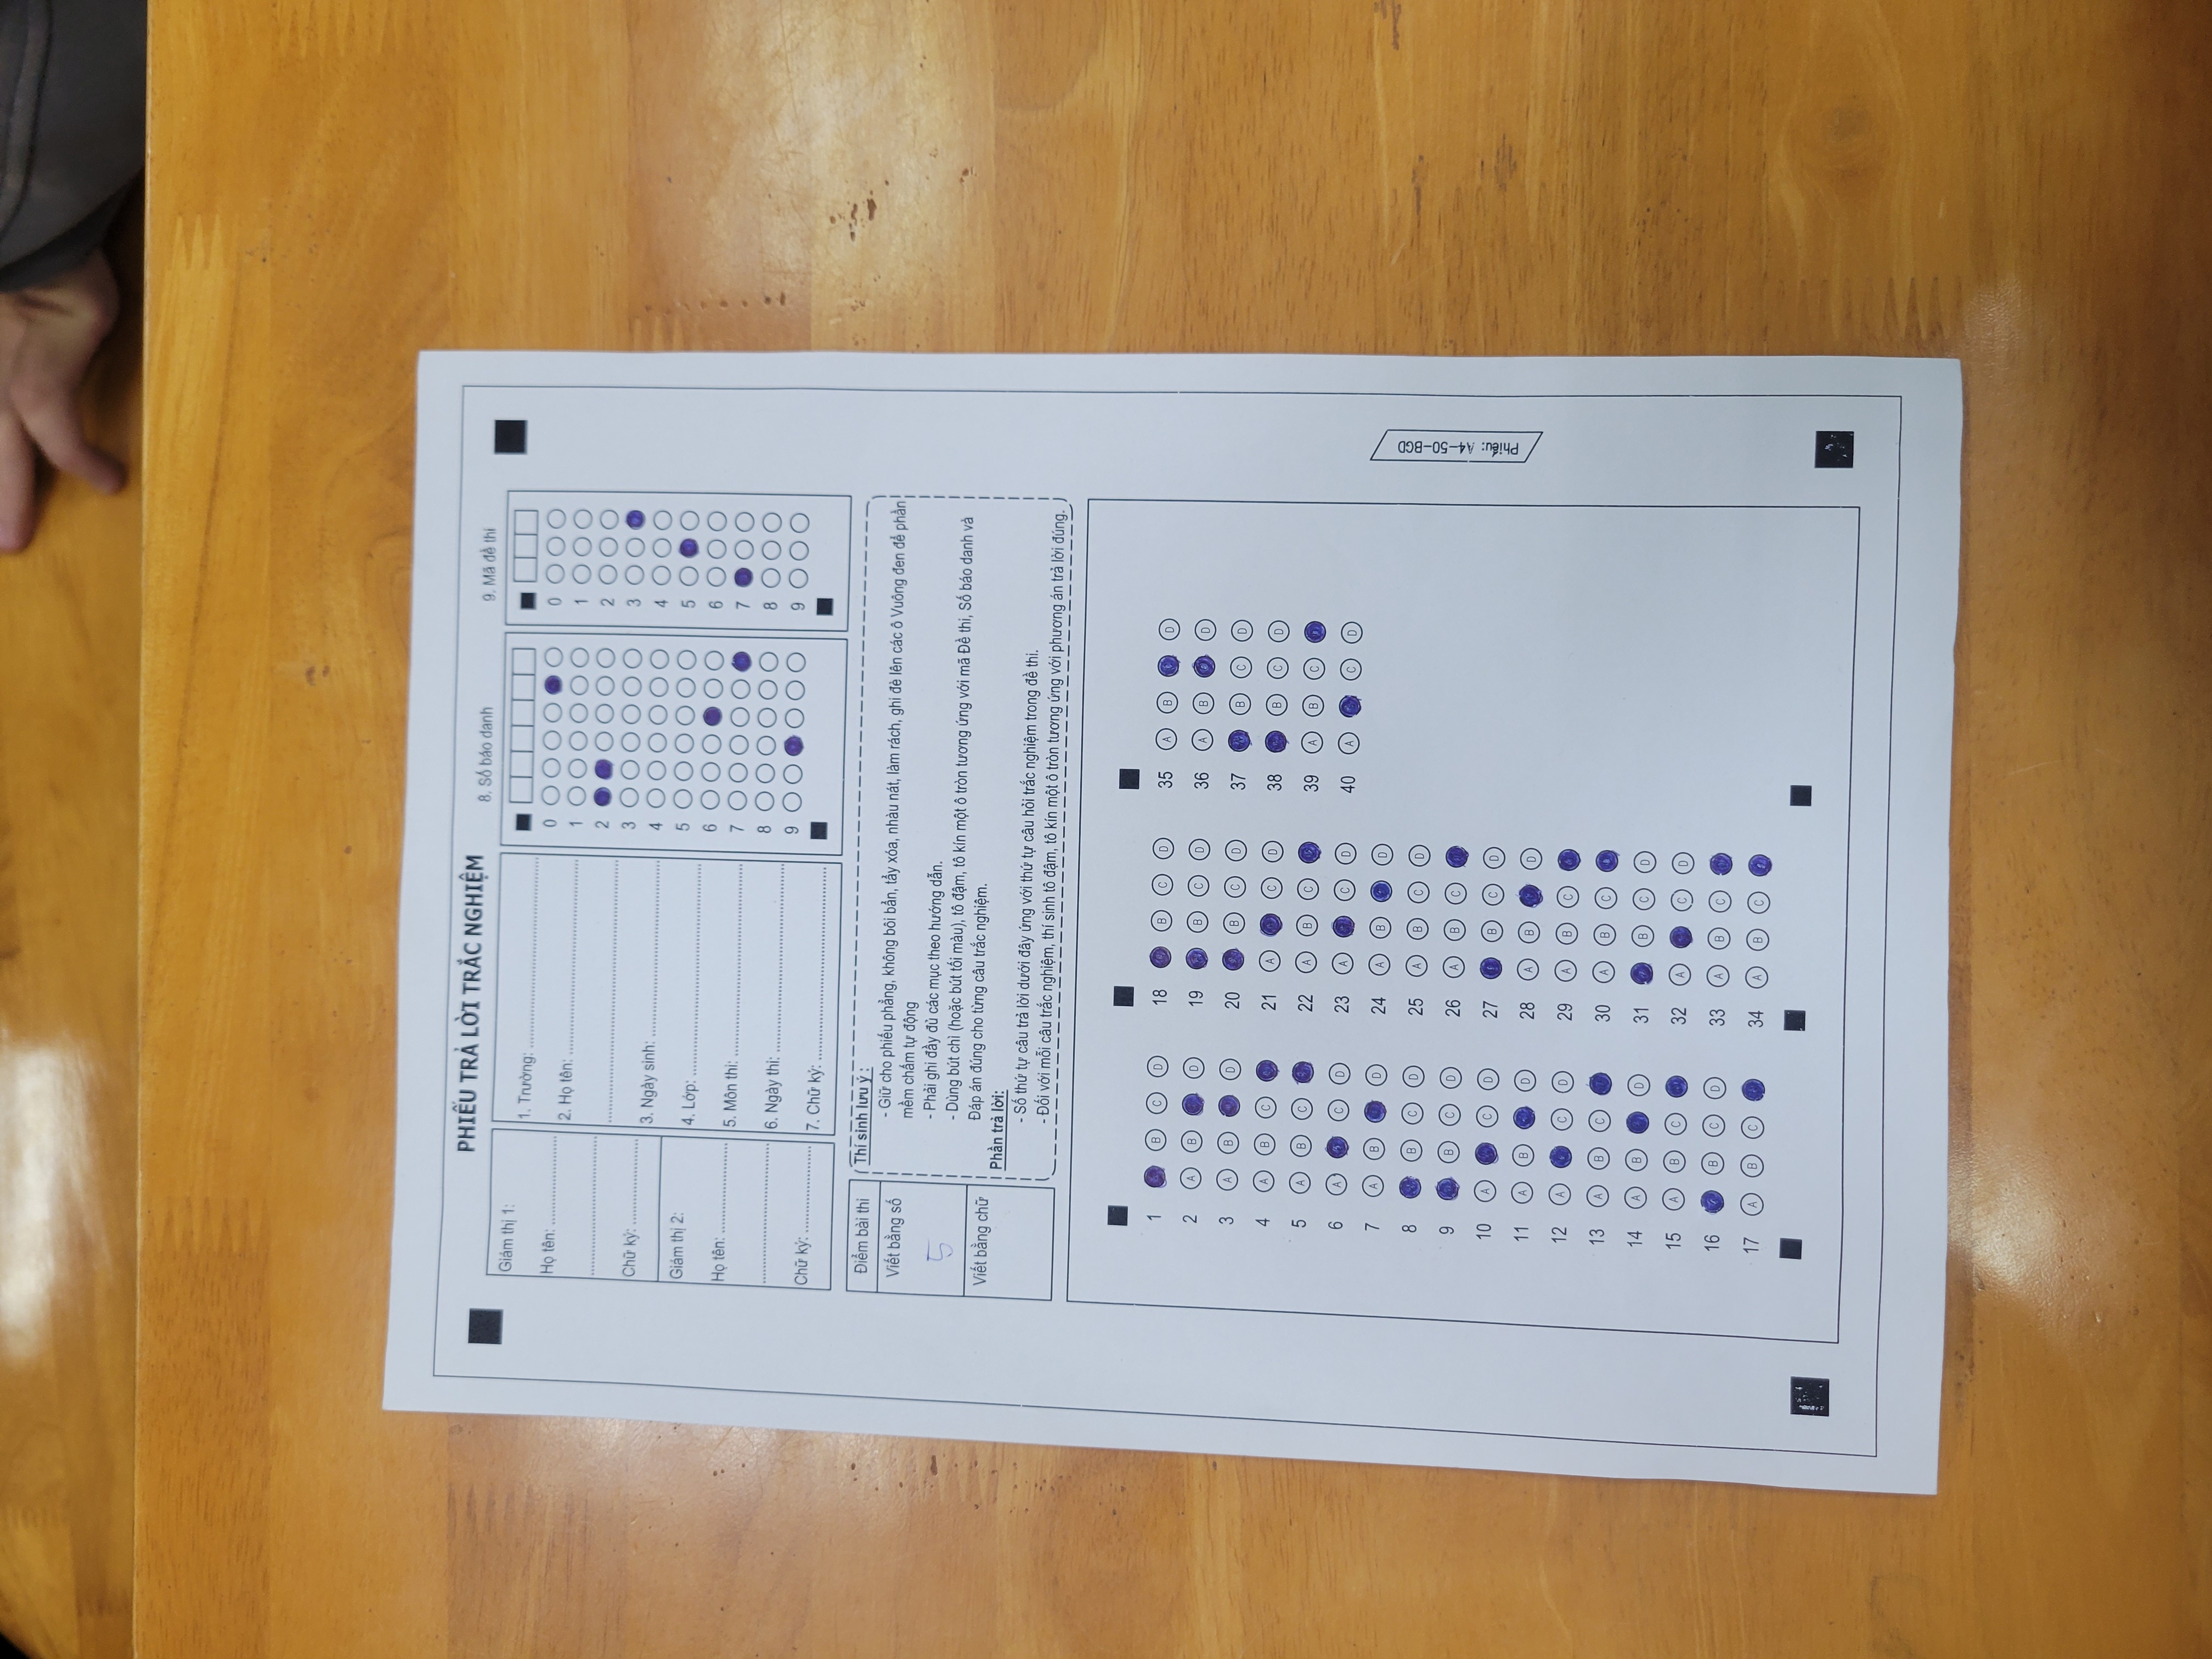 PHIẾU TRẢ LỜI TRẮC NGHIỆM
Giám thị 1:
Họ tên: ........................
........................
Chữ ký: ........................
Giám thị 2:
Họ tên: ........................
........................
Chữ ký: ........................
1. Trường: ........................
2. Họ tên: ........................
........................
3. Ngày sinh: ........................
4. Lớp: ........................
5. Môn thi: ........................
6. Ngày thi: ........................
7. Chữ ký: ........................
8. Số báo danh
0
1
2
3
4
5
6
7
8
9
9. Mã đề thi
0
1
2
3
4
5
6
7
8
9
Điểm bài thi
Viết bằng số
5
Viết bằng chữ
Thí sinh lưu ý :
- Giữ cho phiếu phẳng, không bôi bẩn, tẩy xóa, nhàu nát, làm rách, ghi đè lên các ô Vuông đen để phần
mềm chấm tự động
- Phải ghi đầy đủ các mục theo hướng dẫn.
- Dùng bút chì (hoặc bút tối màu), tô đậm, tô kín một ô tròn tương ứng với mã Đề thi, Số báo danh và
Đáp án đúng cho từng câu trắc nghiệm.
Phần trả lời:
- Số thứ tự câu trả lời dưới đây ứng với thứ tự câu hỏi trắc nghiệm trong đề thi.
- Đối với mỗi câu trắc nghiệm, thí sinh tô đậm, tô kín một ô tròn tương ứng với phương án trả lời đúng.
1 B C D
2 A B D
3 A B D
4 A B C
5 A B C
6 A C D
7 A B D
8 B C D
9 B C D
10 A C D
11 A B D
12 A C D
13 A B C
14 A B D
15 A B C
16 B C D
17 A B C
18 B C D
19 B C D
20 B C D
21 A C D
22 A B C
23 A C D
24 A B D
25 A B C D
26 A B C
27 B C D
28 A B D
29 A B C
30 A B C
31 B C D
32 A C D
33 A B C
34 A B C
35 A B D
36 A B D
37 B C D
38 B C D
39 A B C
40 A C D
Phiếu: A4-50-BGD